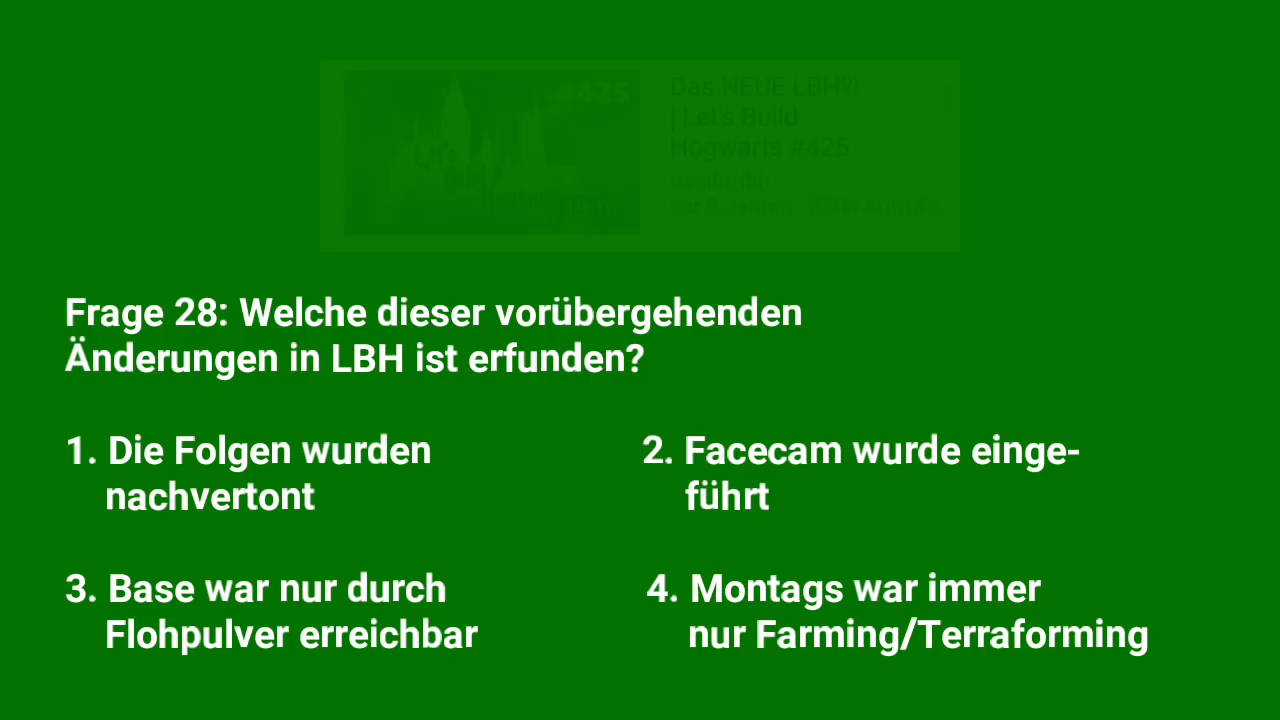 #425
Das NEUE LBH?!
| Let's Build
Hogwarts #425
Frage 28: Welche dieser vorübergehenden
Änderungen in LBH ist erfunden?
1. Die Folgen wurden
nachvertont
2. Facecam wurde einge-
führt
3. Base war nur durch
Flohpulver erreichbar
4. Montags war immer
nur Farming/Terraforming